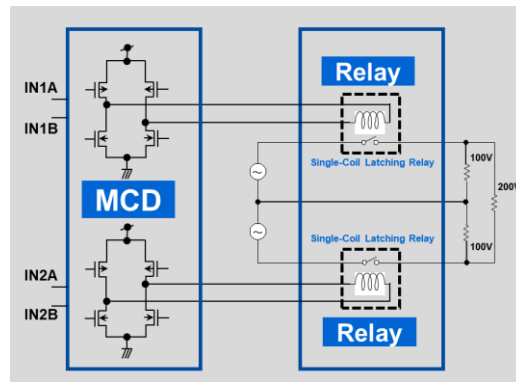 Relay
IN1A
IN1B
Single-Coil Latching Relay
100V
200V
MCD
Single-Coil Latching Relay
100V
IN2A
IN2B
Relay